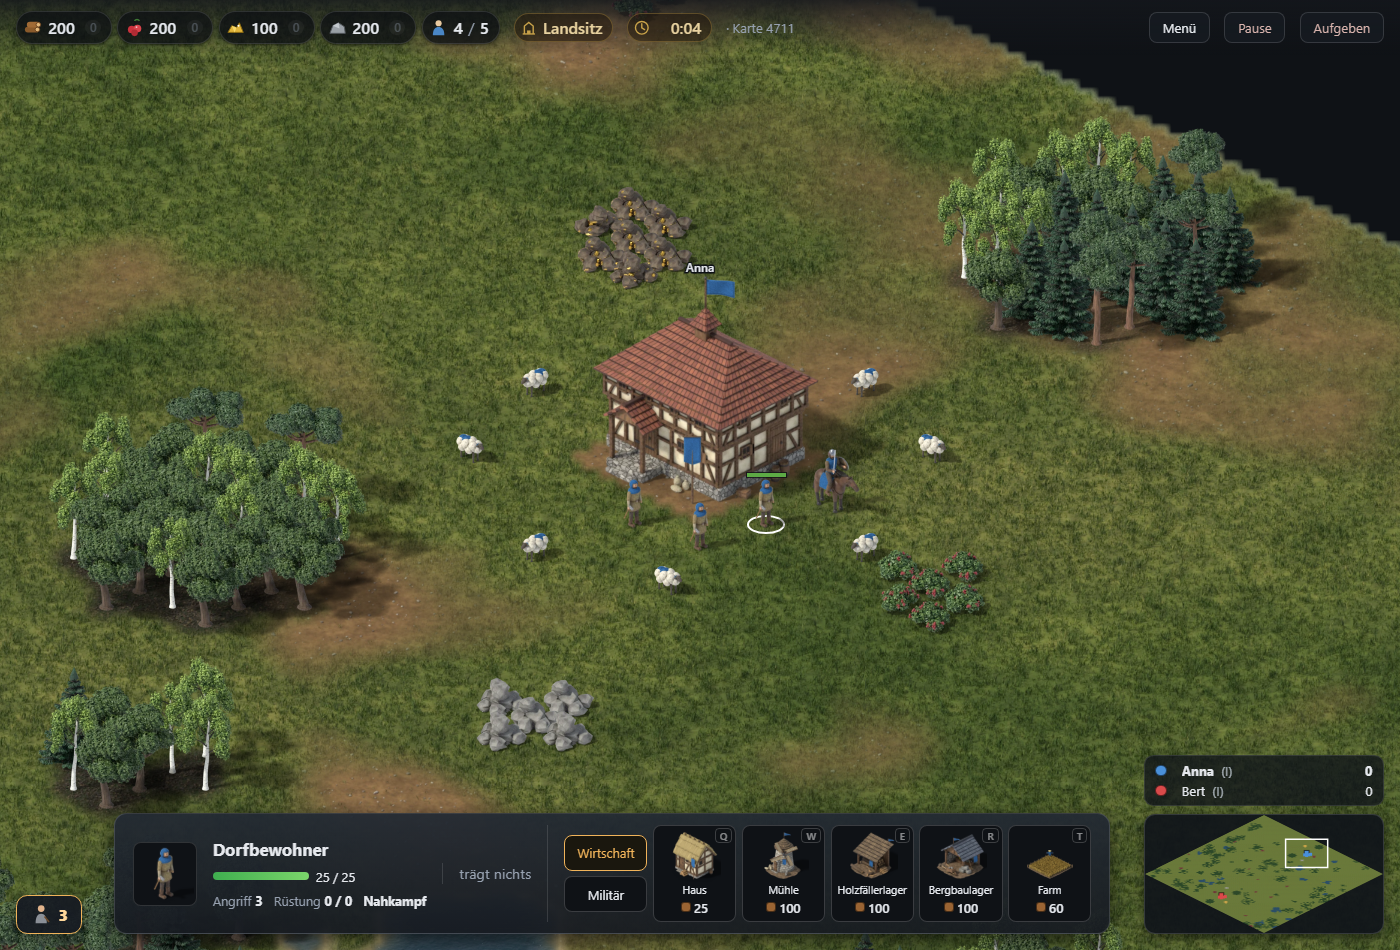 200 0 200 0 100 0 200 0 4 / 5 Landsitz 0:04 · Karte 4711 Menü Pause Aufgeben
Anna
Anna (I) 0
Bert (I) 0
Dorfbewohner
25 / 25
Angriff 3 Rüstung 0 / 0 Nahkampf
trägt nichts
Wirtschaft
Militär
Q
Haus
25
W
Mühle
100
E
Holzfällerlager
100
R
Bergbaulager
100
T
Farm
60
3